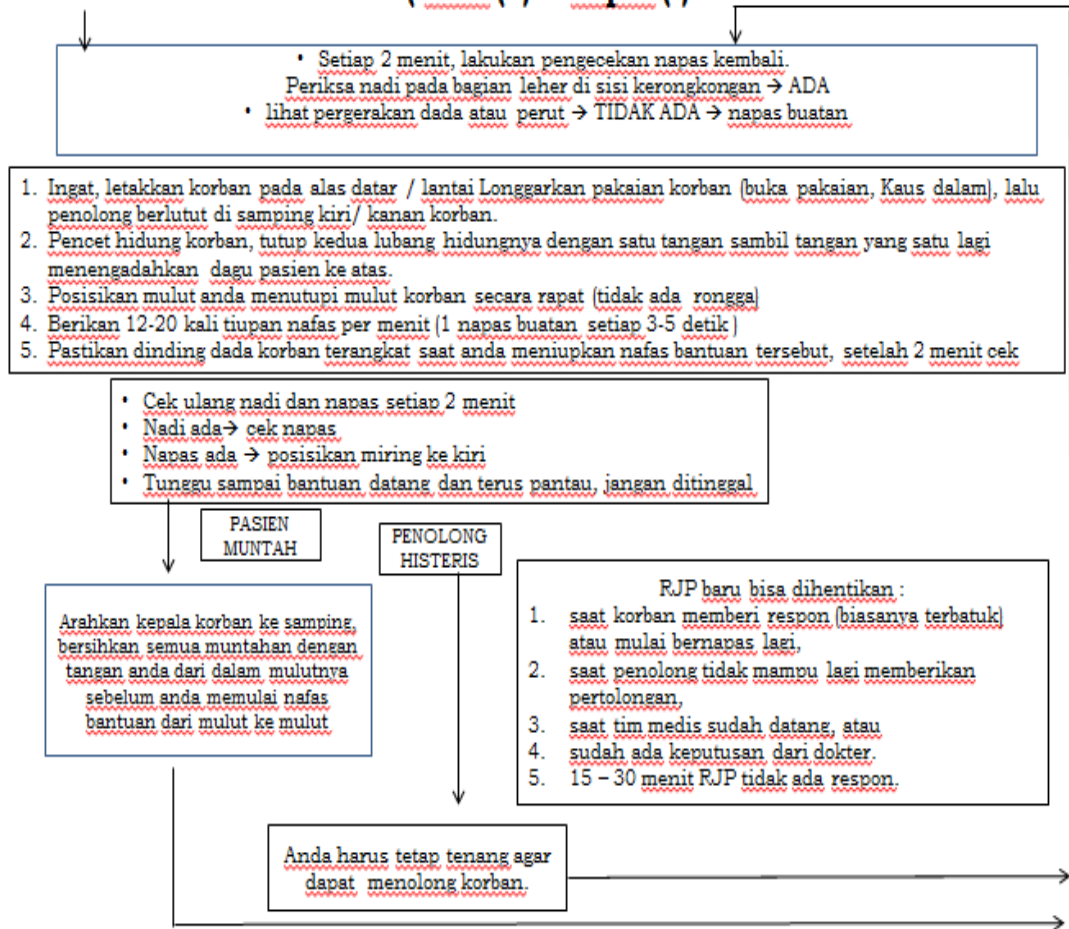 • Setiap 2 menit, lakukan pengecekan napas kembali.
Periksa nadi pada bagian leher di sisi kerongkongan → ADA
• lihat pergerakan dada atau perut → TIDAK ADA → napas buatan
1. Ingat, letakkan korban pada alas datar / lantai Longgarkan pakaian korban (buka pakaian, Kaus dalam), lalu
penolong berlutut di samping kiri/ kanan korban.
2. Pencet hidung korban, tutup kedua lubang hidungnya dengan satu tangan sambil tangan yang satu lagi
menengadahkan dagu pasien ke atas.
3. Posisikan mulut anda menutupi mulut korban secara rapat (tidak ada rongga)
4. Berikan 12-20 kali tiupan nafas per menit (1 napas buatan setiap 3-5 detik )
5. Pastikan dinding dada korban terangkat saat anda meniupkan nafas bantuan tersebut, setelah 2 menit cek
• Cek ulang nadi dan napas setiap 2 menit
• Nadi ada→ cek napas
• Napas ada → posisikan miring ke kiri
• Tunggu sampai bantuan datang dan terus pantau, jangan ditinggal
PASIEN
MUNTAH
PENOLONG
HISTERIS
Arahkan kepala korban ke samping,
bersihkan semua muntahan dengan
tangan anda dari dalam mulutnya
sebelum anda memulai nafas
bantuan dari mulut ke mulut
RJP baru bisa dihentikan :
1. saat korban memberi respon (biasanya terbatuk)
atau mulai bernapas lagi,
2. saat penolong tidak mampu lagi memberikan
pertolongan,
3. saat tim medis sudah datang, atau
4. sudah ada keputusan dari dokter.
5. 15 – 30 menit RJP tidak ada respon.
Anda harus tetap tenang agar
dapat menolong korban.